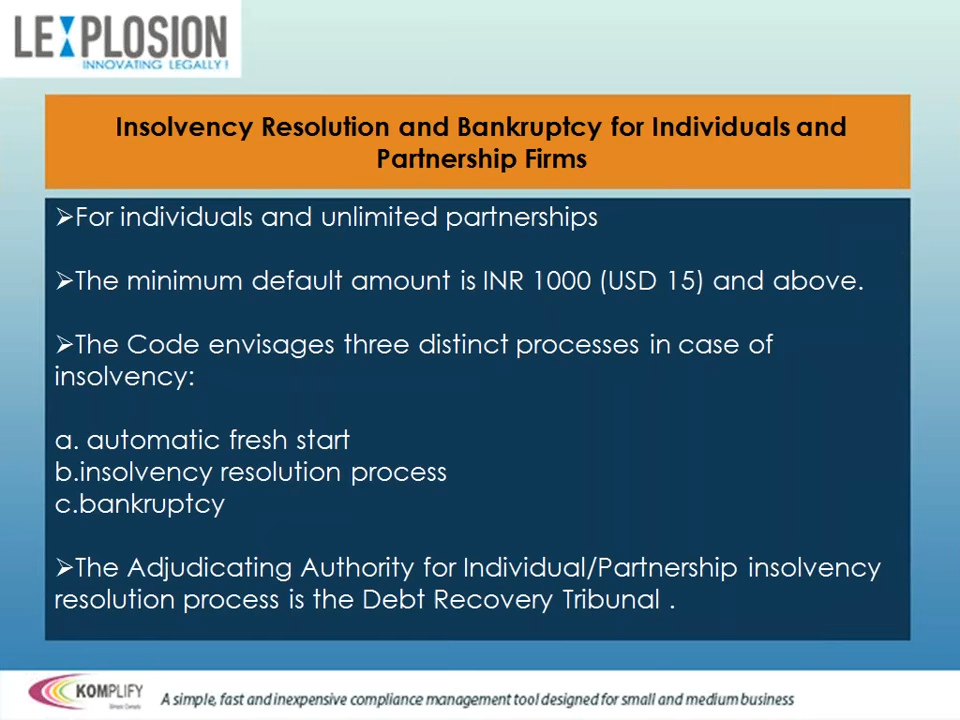 LEXPLOSION
INNOVATING LEGALLY!
Insolvency Resolution and Bankruptcy for Individuals and
Partnership Firms
➢For individuals and unlimited partnerships
➢The minimum default amount is INR 1000 (USD 15) and above.
➢The Code envisages three distinct processes in case of
insolvency:
a. automatic fresh start
b.insolvency resolution process
c.bankruptcy
➢The Adjudicating Authority for Individual/Partnership insolvency
resolution process is the Debt Recovery Tribunal .
KOMPLIFY
A simple, fast and inexpensive compliance management tool designed for small and medium business